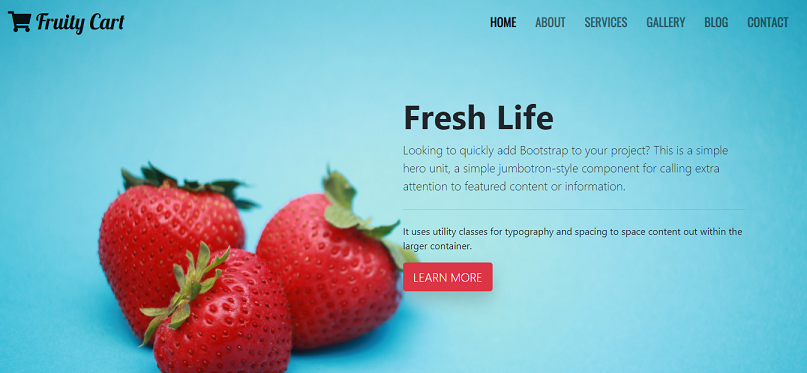 Fruity Cart
HOME ABOUT SERVICES GALLERY BLOG CONTACT
Fresh Life
Looking to quickly add Bootstrap to your project? This is a simple
hero unit, a simple jumbotron-style component for calling extra
attention to featured content or information.
It uses utility classes for typography and spacing to space content out within the
larger container.
LEARN MORE